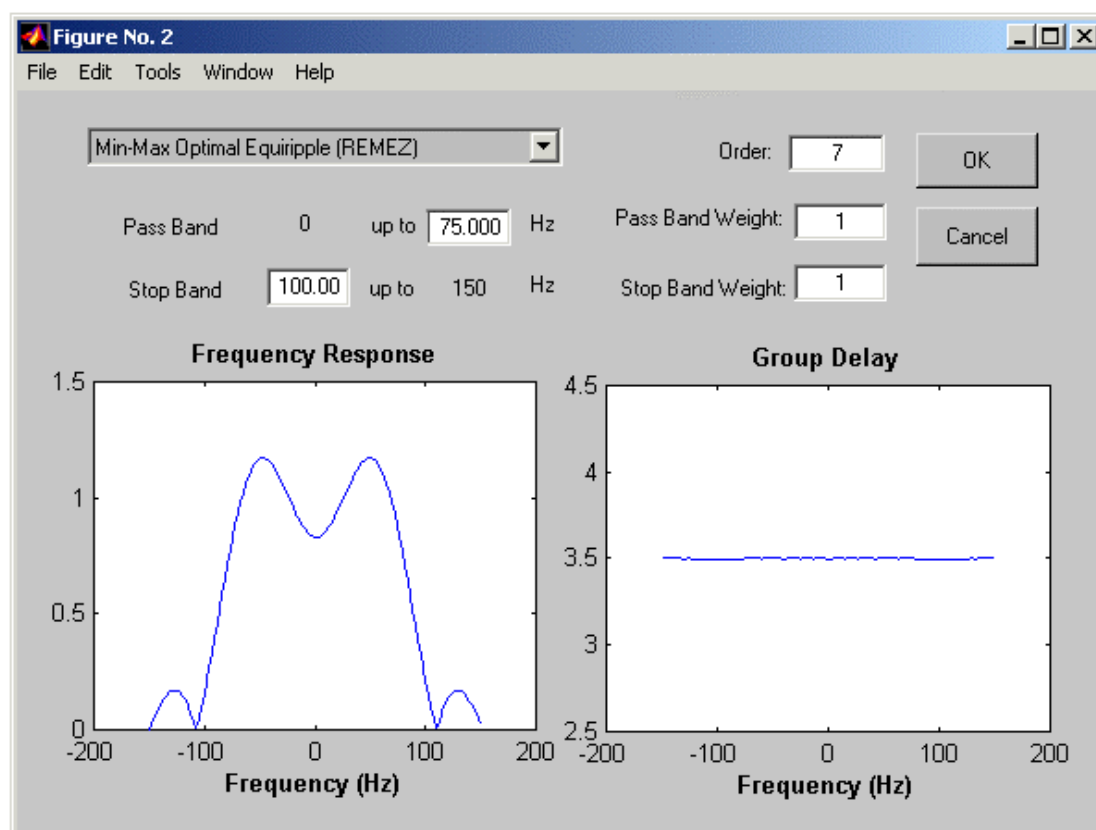 Figure No. 2
File Edit Tools Window Help
Min-Max Optimal Equiripple (REMEZ)
Order: 7
OK
Pass Band 0 up to 75.000 Hz
Pass Band Weight: 1
Cancel
Stop Band 100.00 up to 150 Hz
Stop Band Weight: 1
Frequency Response
1.5
1
0.5
0
-200 -100 0 100 200
Frequency (Hz)
Group Delay
4.5
4
3.5
3
2.5
-200 -100 0 100 200
Frequency (Hz)